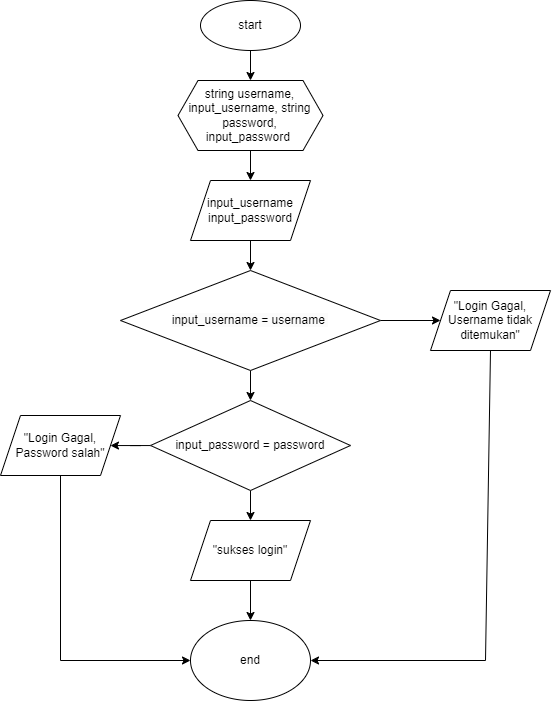 start
string username,
input_username, string
password,
input_password
input_username
input_password
input_username = username
"Login Gagal,
Username tidak
ditemukan"
input_password = password
"Login Gagal,
Password salah"
"sukses login"
end